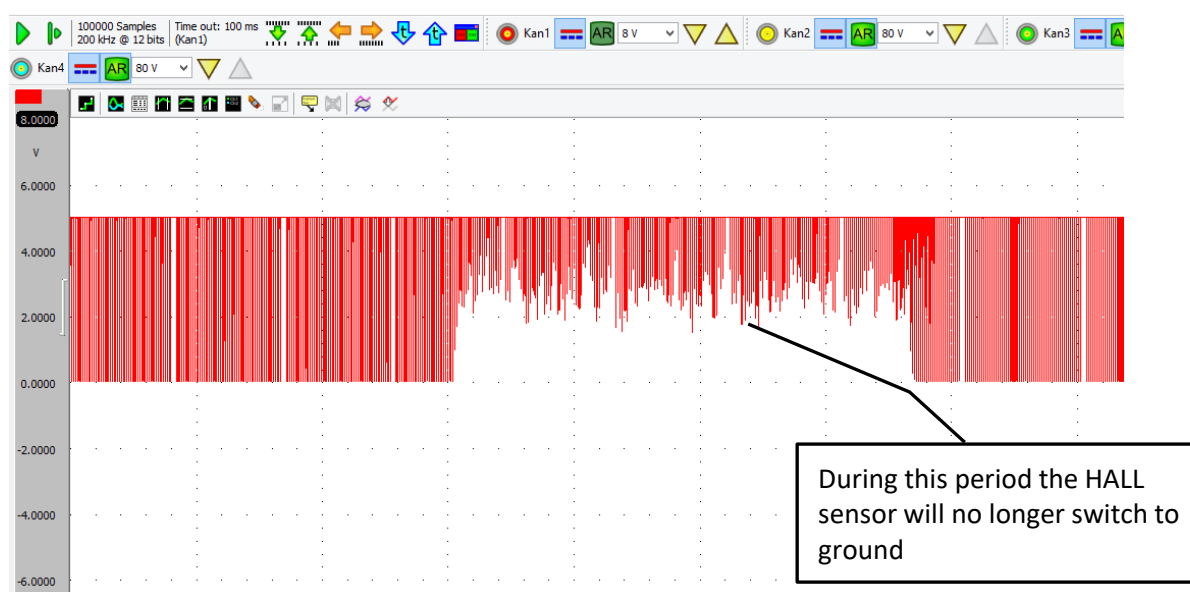 100000 Samples Time out: 100 ms Kan1 AR 8 V Kan2 AR 80 V Kan3
200 kHz @ 12 bits (Kan1)
Kan4 AR 80 V
8.0000
V
6.0000
4.0000
2.0000
0.0000
-2.0000
-4.0000
-6.0000
During this period the HALL
sensor will no longer switch to
ground